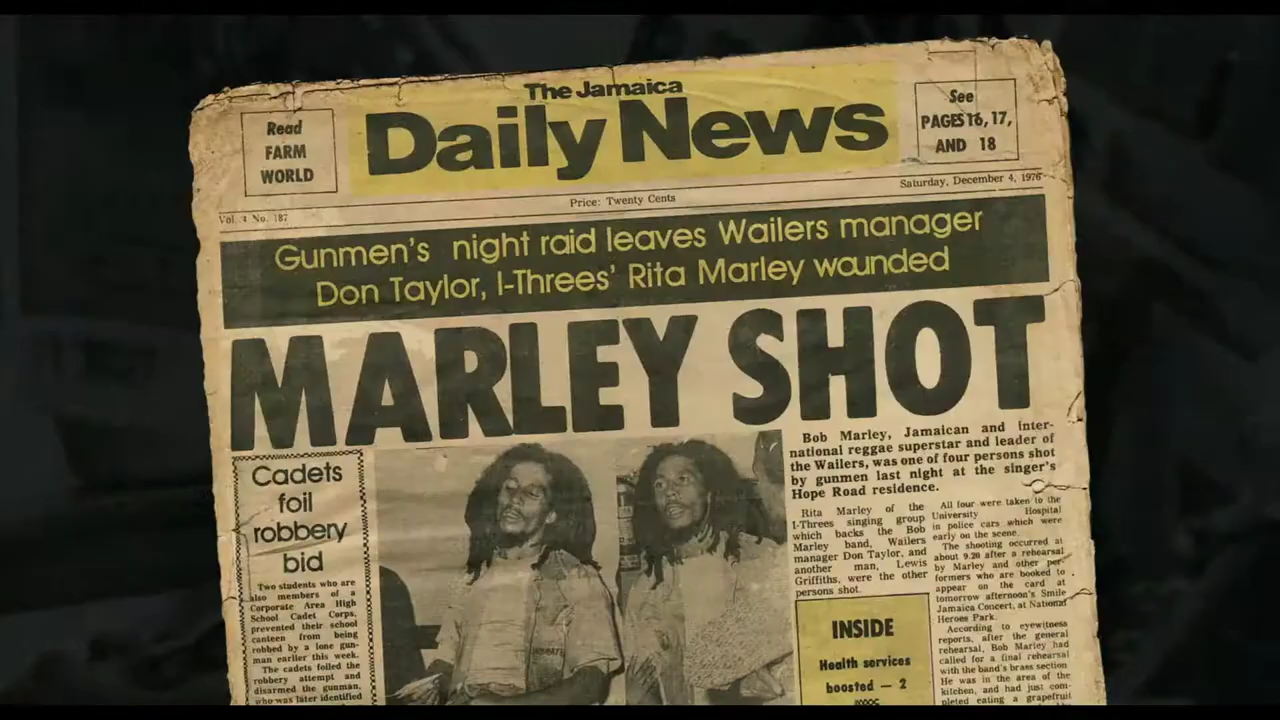 The Jamaica
Daily News
Read
FARM
WORLD
See
PAGES 16, 17,
AND 18
Vol. 4 No. 187
Price: Twenty Cents
Saturday, December 4, 1976
Gunmen's night raid leaves Wailers manager
Don Taylor, I-Threes' Rita Marley wounded
MARLEY SHOT
Cadets
foil
robbery
bid
Two students who are
also members of a
Corporate Area High
School Cadet Corps,
prevented their school
canteen from being
robbed by a lone gun-
man earlier this week.
The cadets foiled the
robbery attempt and
disarmed the gunman,
who was later identified
Bob Marley, Jamaican and inter-
national reggae superstar and leader of
the Wailers, was one of four persons shot
by gunmen last night at the singer's
Hope Road residence.
Rita Marley of the
I-Threes singing group
which backs the Bob
Marley band, Wailers
manager Don Taylor, and
another man, Lewis
Griffiths, were the other
persons shot.
INSIDE
Health services
boosted — 2
All four were taken to the
University Hospital
in police cars which were
early on the scene.
The shooting occurred at
about 9.20 after a rehearsal
by Marley and other per-
formers who are booked to
appear on the card at
tomorrow afternoon's Smile
Jamaica Concert, at National
Heroes Park.
According to eyewitness
reports, after the general
rehearsal, Bob Marley had
called for a final rehearsal
with the band's brass section
He was in the area of the
kitchen, and had just com-
pleted eating a grapefruit